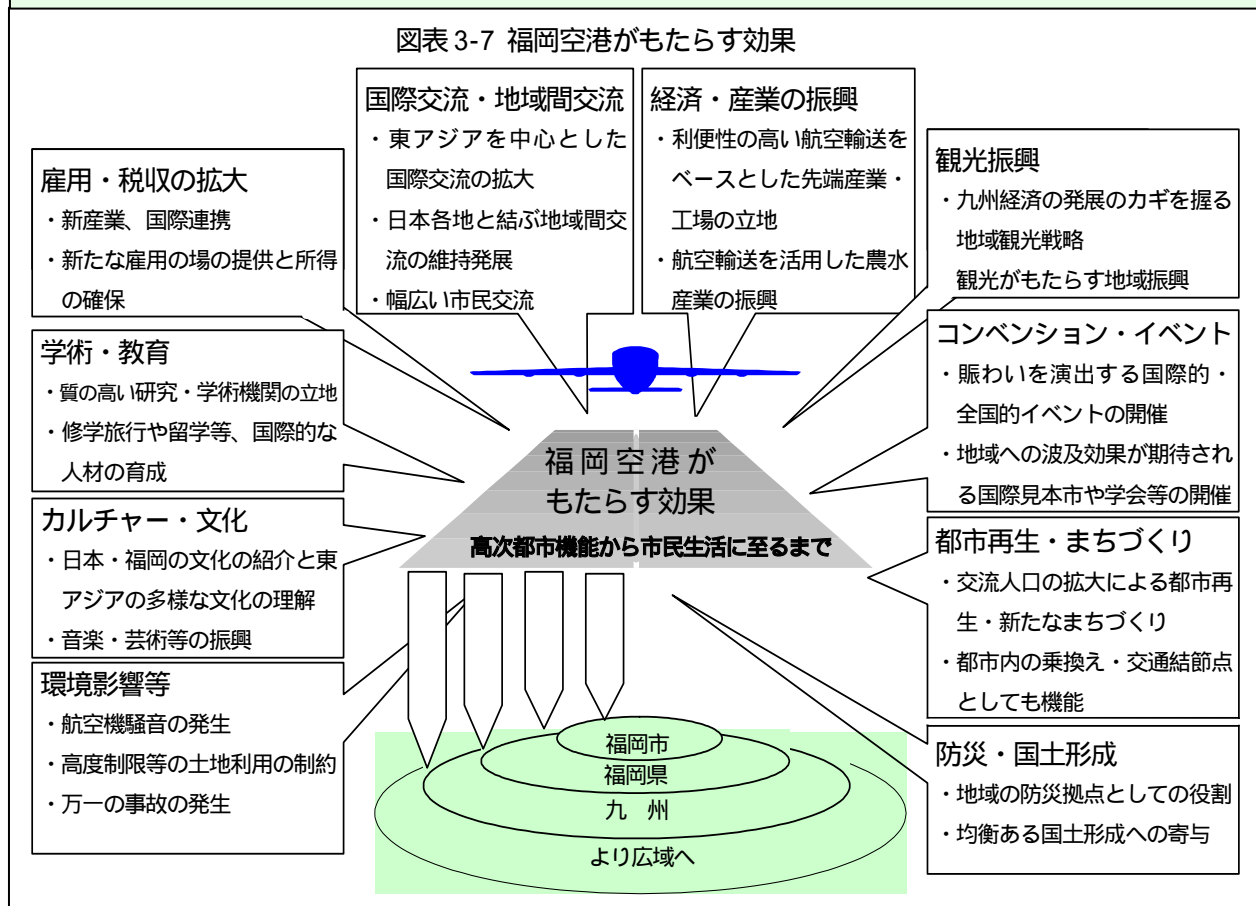 図表 3-7 福岡空港がもたらす効果
国際交流・地域間交流
・東アジアを中心とした
国際交流の拡大
・日本各地と結ぶ地域間交
流の維持発展
・幅広い市民交流
経済・産業の振興
・利便性の高い航空輸送を
ベースとした先端産業・
工場の立地
・航空輸送を活用した農水
産業の振興
雇用・税収の拡大
・新産業、国際連携
・新たな雇用の場の提供と所得
の確保
学術・教育
・質の高い研究・学術機関の立地
・修学旅行や留学等、国際的な
人材の育成
カルチャー・文化
・日本・福岡の文化の紹介と東
アジアの多様な文化の理解
・音楽・芸術等の振興
環境影響等
・航空機騒音の発生
・高度制限等の土地利用の制約
・万一の事故の発生
観光振興
・九州経済の発展のカギを握る
地域観光戦略
観光がもたらす地域振興
コンベンション・イベント
・賑わいを演出する国際的・
全国的イベントの開催
・地域への波及効果が期待され
る国際見本市や学会等の開催
都市再生・まちづくり
・交流人口の拡大による都市再
生・新たなまちづくり
・都市内の乗換え・交通結節点
としても機能
防災・国土形成
・地域の防災拠点としての役割
・均衡ある国土形成への寄与
福岡空港が
もたらす効果
高次都市機能から市民生活に至るまで
福岡市
福岡県
九 州
より広域へ